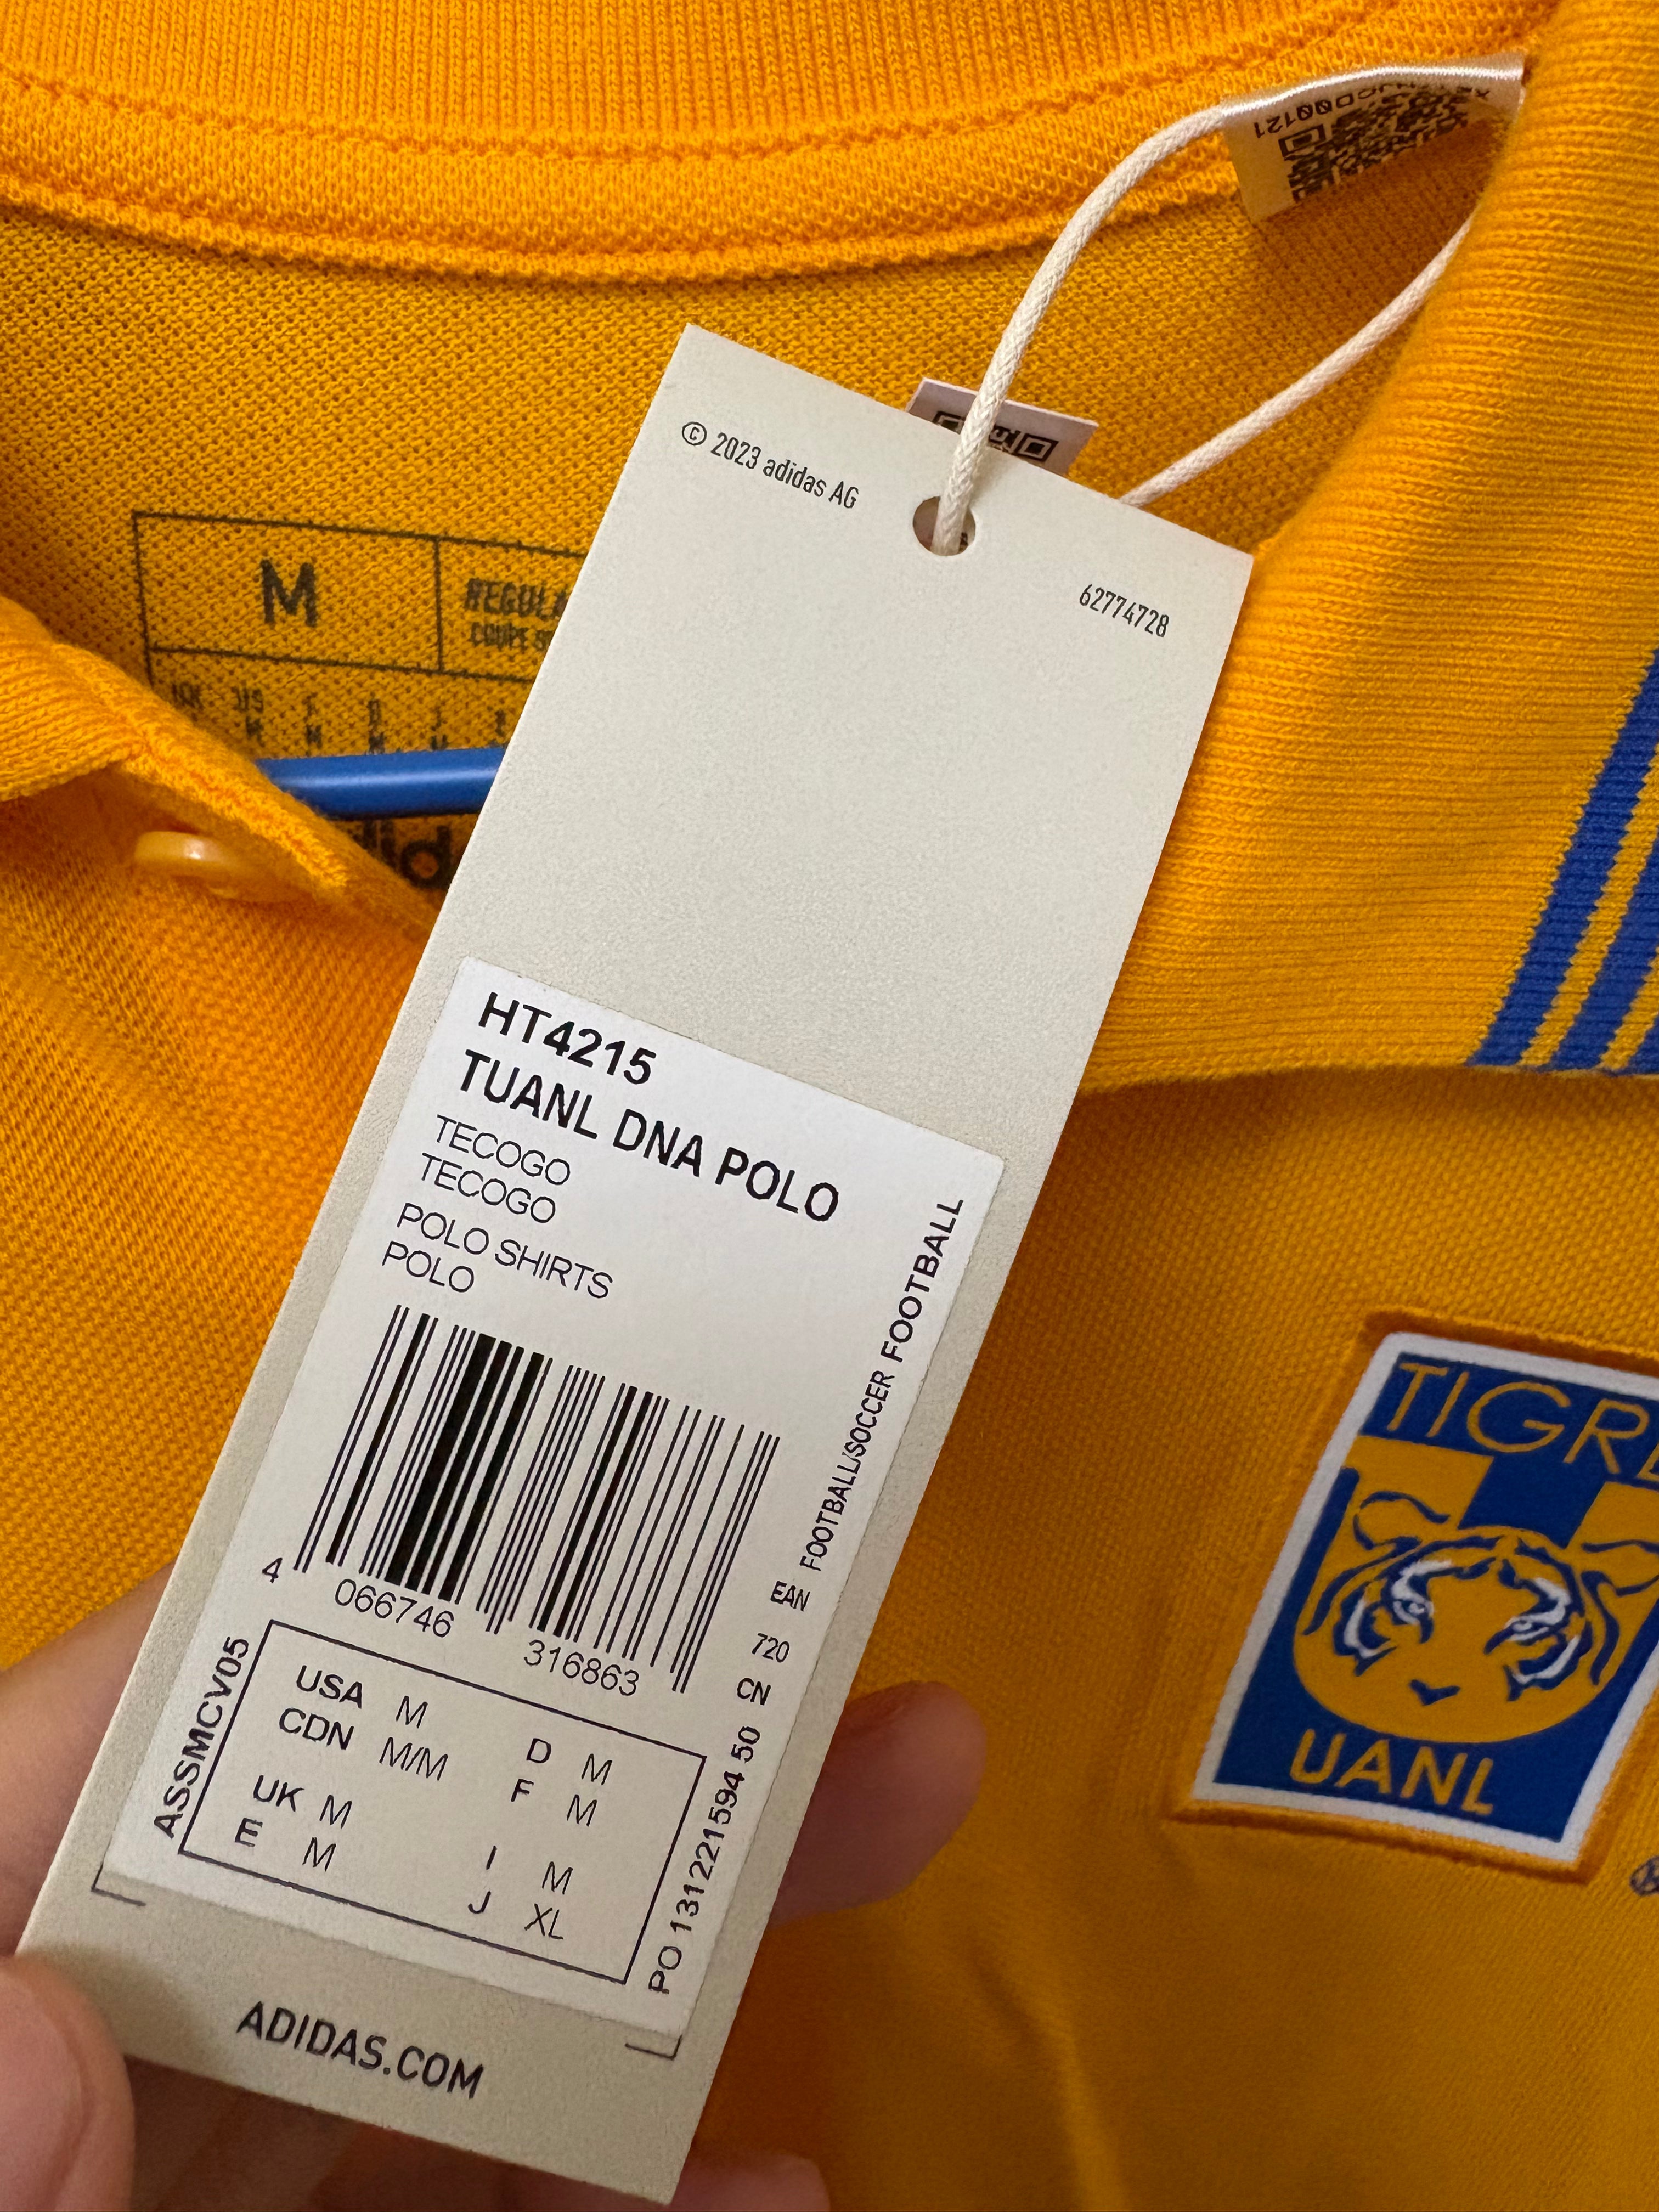 © 2023 adidas AG
62774728
M
HT4215
TUANL DNA POLO
TECOGO
TECOGO
POLO SHIRTS
POLO
FOOTBALL/SOCCER FOOTBALL
4 066746 316863
EAN
720
CN
ASSMCV05
USA M
CDN M/M
UK M
E M
D M
F M
I M
J XL
PO 131221594 50
ADIDAS.COM
UANL